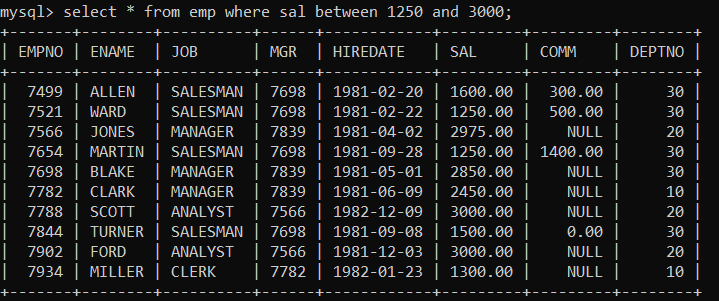 mysql> select * from emp where sal between 1250 and 3000;
+-------+--------+----------+------+------------+---------+---------+--------+
| EMPNO | ENAME  | JOB      | MGR  | HIREDATE   | SAL     | COMM    | DEPTNO |
+-------+--------+----------+------+------------+---------+---------+--------+
|  7499 | ALLEN  | SALESMAN | 7698 | 1981-02-20 | 1600.00 |  300.00 |     30 |
|  7521 | WARD   | SALESMAN | 7698 | 1981-02-22 | 1250.00 |  500.00 |     30 |
|  7566 | JONES  | MANAGER  | 7839 | 1981-04-02 | 2975.00 |    NULL |     20 |
|  7654 | MARTIN | SALESMAN | 7698 | 1981-09-28 | 1250.00 | 1400.00 |     30 |
|  7698 | BLAKE  | MANAGER  | 7839 | 1981-05-01 | 2850.00 |    NULL |     30 |
|  7782 | CLARK  | MANAGER  | 7839 | 1981-06-09 | 2450.00 |    NULL |     10 |
|  7788 | SCOTT  | ANALYST  | 7566 | 1982-12-09 | 3000.00 |    NULL |     20 |
|  7844 | TURNER | SALESMAN | 7698 | 1981-09-08 | 1500.00 |    0.00 |     30 |
|  7902 | FORD   | ANALYST  | 7566 | 1981-12-03 | 3000.00 |    NULL |     20 |
|  7934 | MILLER | CLERK    | 7782 | 1982-01-23 | 1300.00 |    NULL |     10 |
+-------+--------+----------+------+------------+---------+---------+--------+